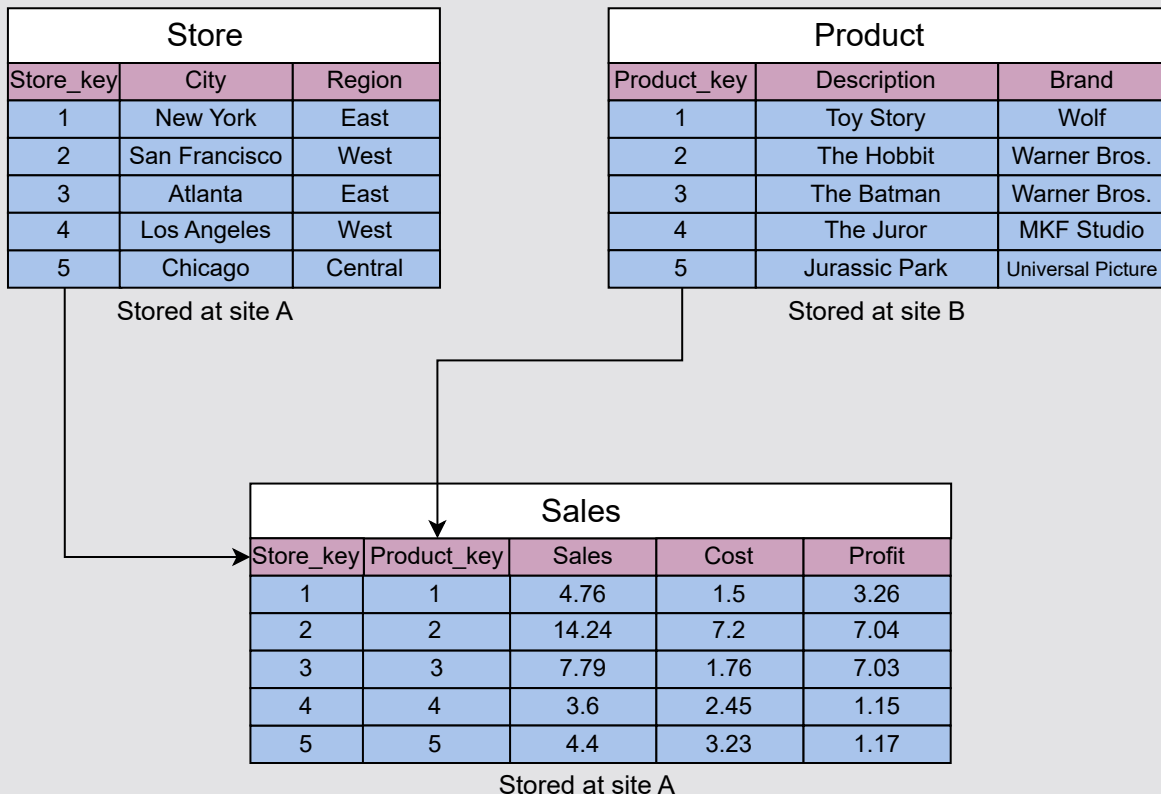 Store
Store_key City Region
1 New York East
2 San Francisco West
3 Atlanta East
4 Los Angeles West
5 Chicago Central
Stored at site A
Product
Product_key Description Brand
1 Toy Story Wolf
2 The Hobbit Warner Bros.
3 The Batman Warner Bros.
4 The Juror MKF Studio
5 Jurassic Park Universal Picture
Stored at site B
Sales
Store_key Product_key Sales Cost Profit
1 1 4.76 1.5 3.26
2 2 14.24 7.2 7.04
3 3 7.79 1.76 7.03
4 4 3.6 2.45 1.15
5 5 4.4 3.23 1.17
Stored at site A